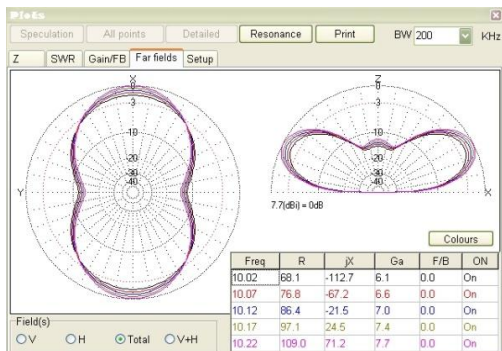 Plots
Speculation All points Detailed Resonance Print BW 200 KHz
Z SWR Gain/FB Far fields Setup
X
0
-3
-10
-20
-30
-40
Y
Z
0
-3
-10
-20
-30
-40
X
7.7(dBi) = 0dB
Colours
Freq R jX Ga F/B ON
10.02 68.1 -112.7 6.1 0.0 On
10.07 76.8 -67.2 6.6 0.0 On
10.12 86.4 -21.5 7.0 0.0 On
10.17 97.1 24.5 7.4 0.0 On
10.22 109.0 71.2 7.7 0.0 On
Field(s)
V H Total V+H